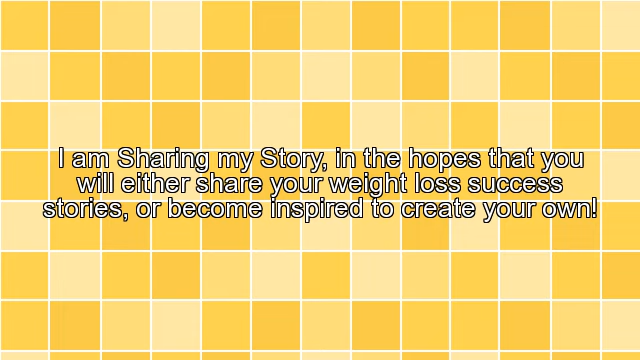 I am Sharing my Story, in the hopes that you
will either share your weight loss success
stories, or become inspired to create your own!